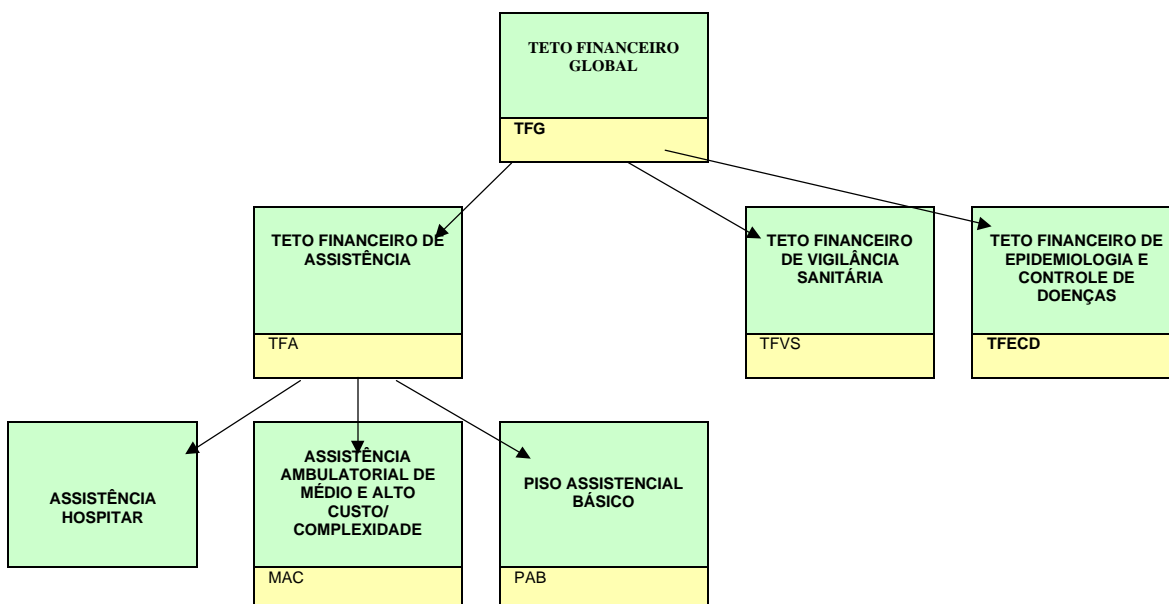 TETO FINANCEIRO
GLOBAL
TFG
TETO FINANCEIRO DE
ASSISTÊNCIA
TFA
TETO FINANCEIRO
DE VIGILÂNCIA
SANITÁRIA
TFVS
TETO FINANCEIRO DE
EPIDEMIOLOGIA E
CONTROLE DE
DOENÇAS
TFECD
ASSISTÊNCIA
HOSPITAR
ASSISTÊNCIA
AMBULATORIAL DE
MÉDIO E ALTO
CUSTO/
COMPLEXIDADE
MAC
PISO ASSISTENCIAL
BÁSICO
PAB